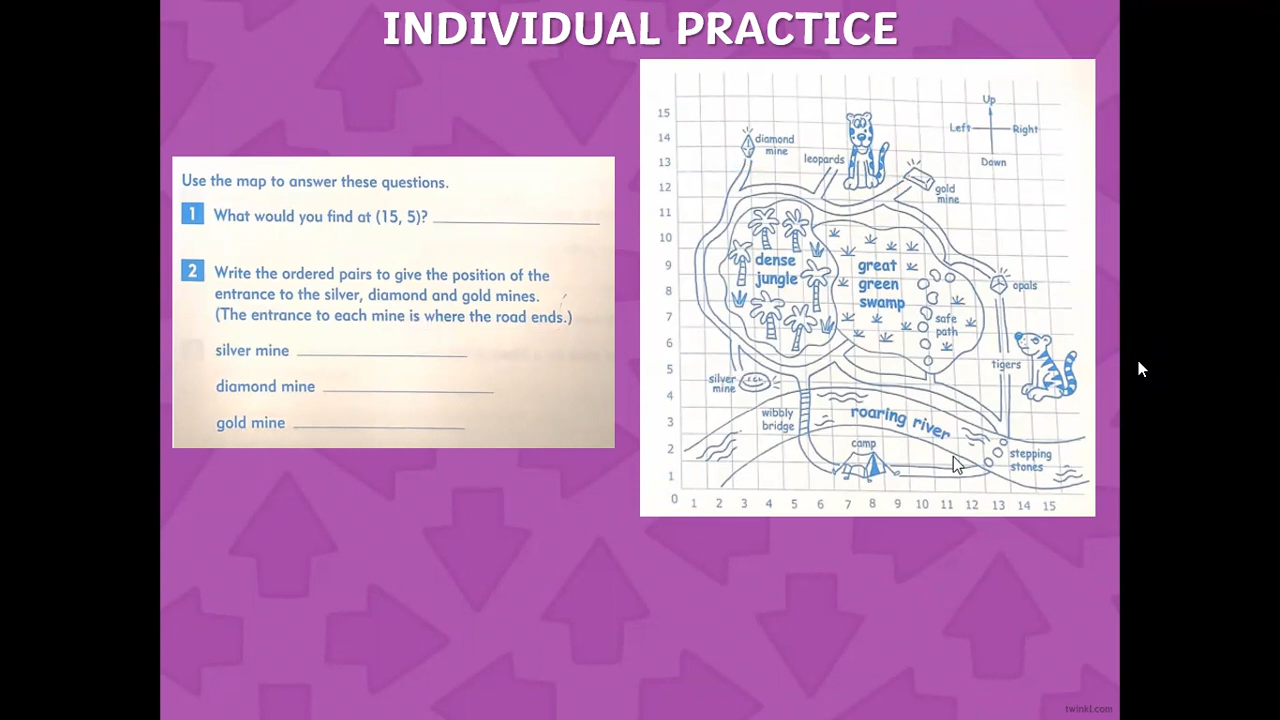 INDIVIDUAL PRACTICE
Use the map to answer these questions.
1 What would you find at (15, 5)?
2 Write the ordered pairs to give the position of the
entrance to the silver, diamond and gold mines.
(The entrance to each mine is where the road ends.)
silver mine
diamond mine
gold mine
15
14
13
12
11
10
9
8
7
6
5
4
3
2
1
0 1 2 3 4 5 6 7 8 9 10 11 12 13 14 15
Up
Left Right
Down
diamond
mine
leopards
gold
mine
dense
jungle
great
green
swamp
opals
safe
path
tigers
silver
mine
wibbly
bridge
roaring river
camp
stepping
stones
twinkl.com